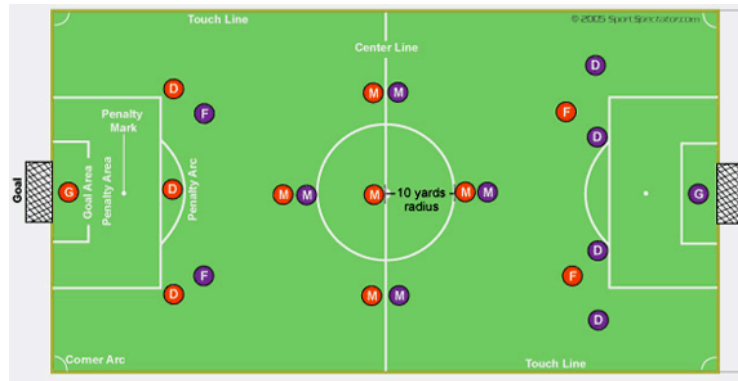 © 2005 SportSpectator.com
Touch Line
Center Line
D
D
F
M
M
F
D
Penalty
Mark
Goal
G
Goal Area
Penalty Area
D
Penalty Arc
M
M
M
10 yards
radius
M
M
G
F
D
D
M
M
F
D
D
Corner Arc
Touch Line